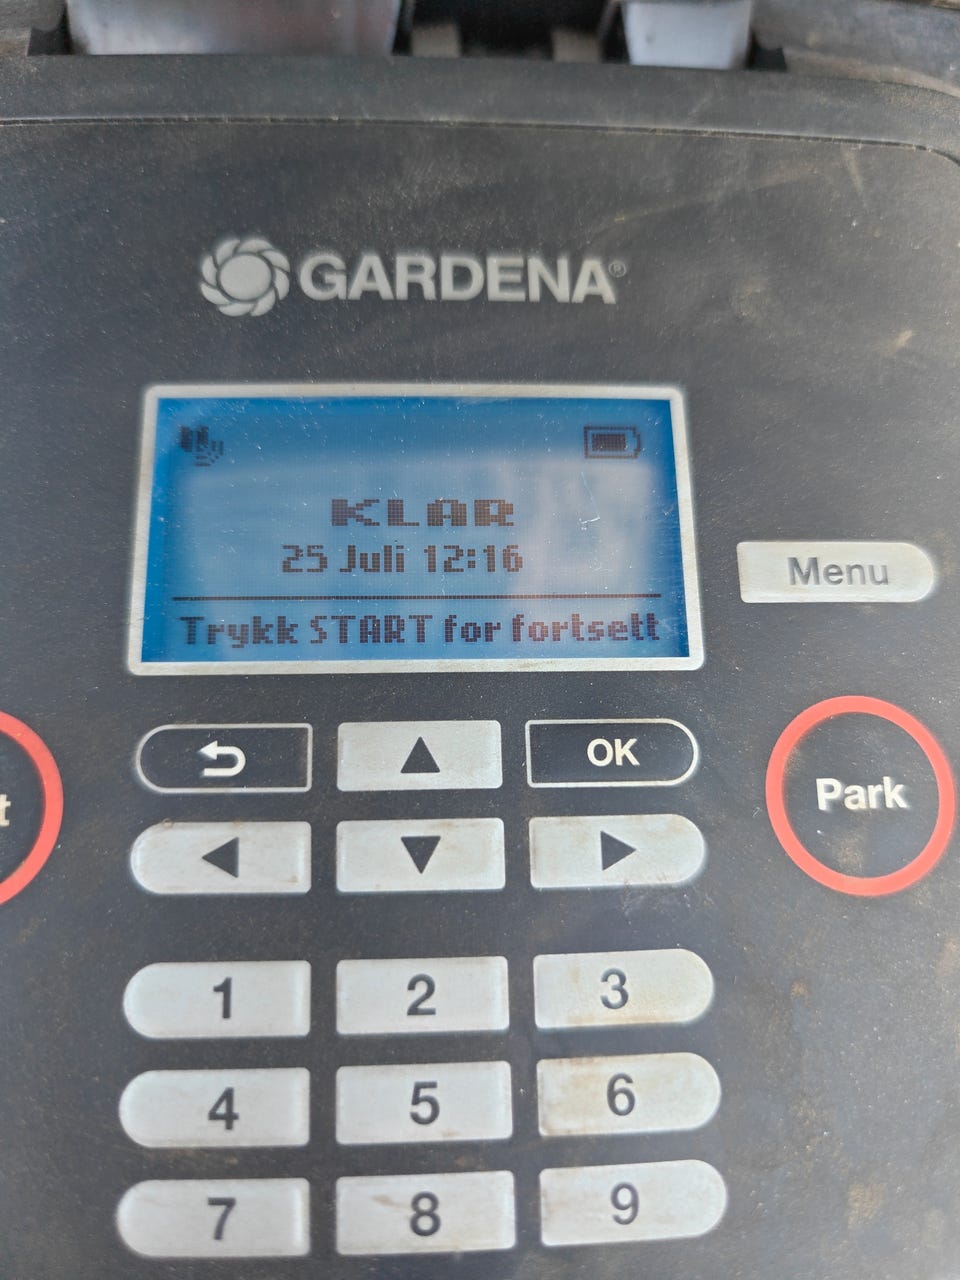 GARDENA®
KLAR
25 Juli 12:16
Trykk START for fortsett
Menu
OK
t
Park
1 2 3
4 5 6
7 8 9